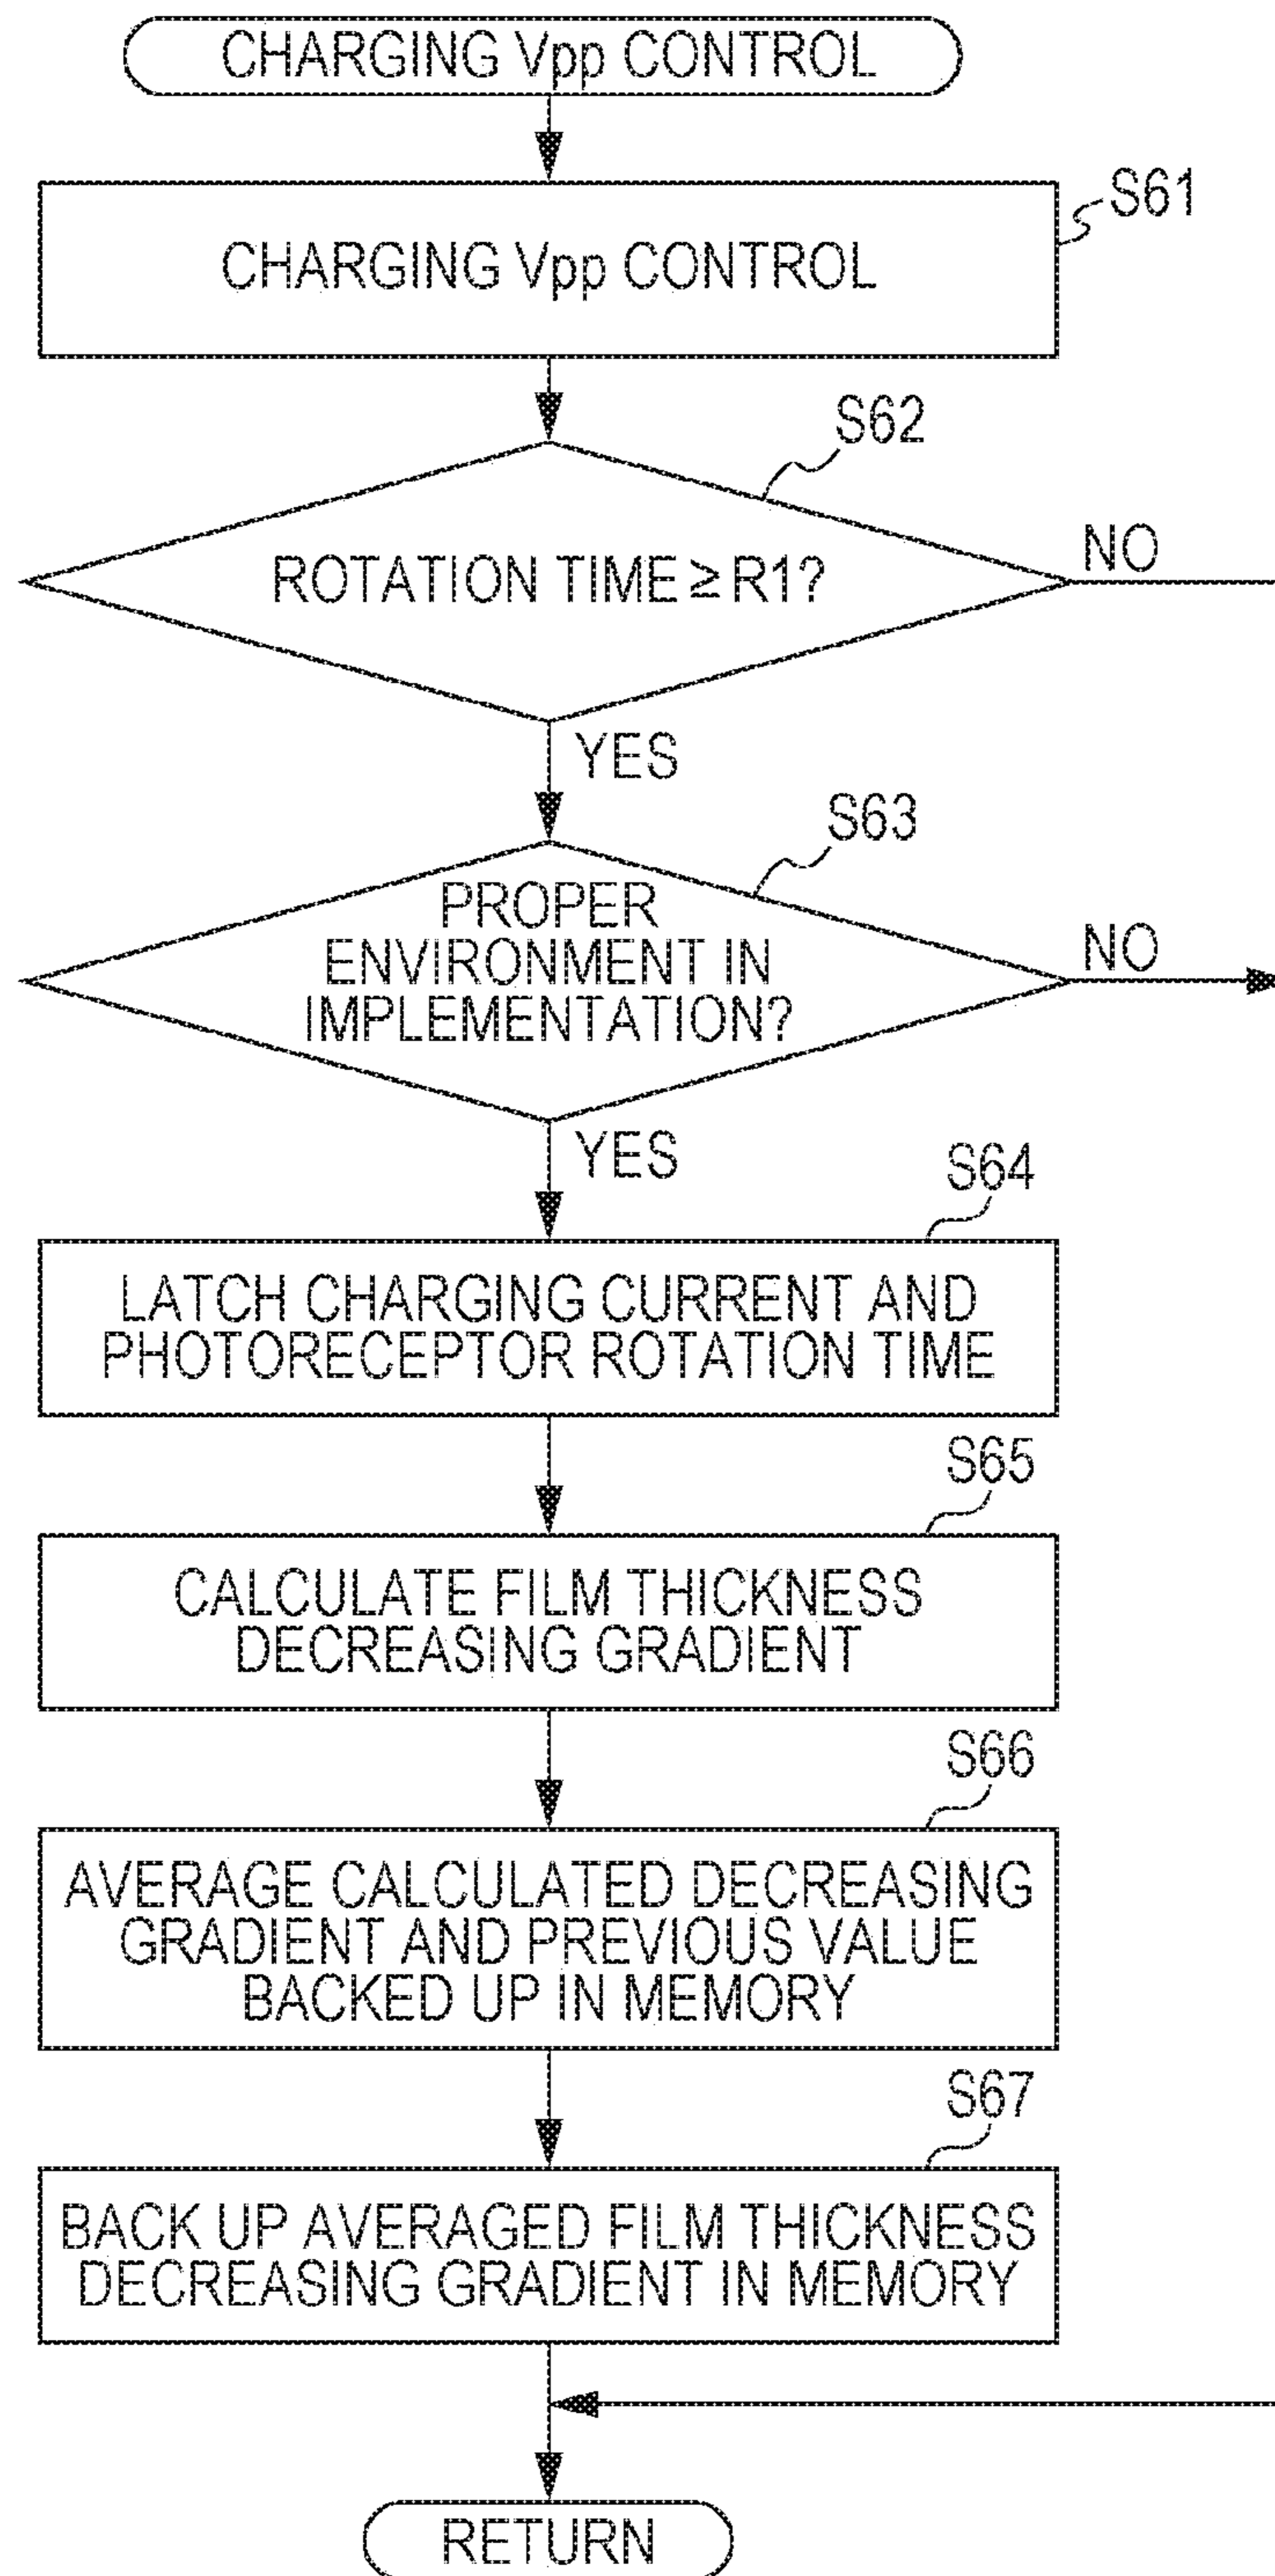 CHARGING Vpp CONTROL
CHARGING Vpp CONTROL
S61
S62
ROTATION TIME ≧ R1?
NO
YES
S63
PROPER
ENVIRONMENT IN
IMPLEMENTATION?
NO
YES
S64
LATCH CHARGING CURRENT AND
PHOTORECEPTOR ROTATION TIME
S65
CALCULATE FILM THICKNESS
DECREASING GRADIENT
S66
AVERAGE CALCULATED DECREASING
GRADIENT AND PREVIOUS VALUE
BACKED UP IN MEMORY
S67
BACK UP AVERAGED FILM THICKNESS
DECREASING GRADIENT IN MEMORY
RETURN